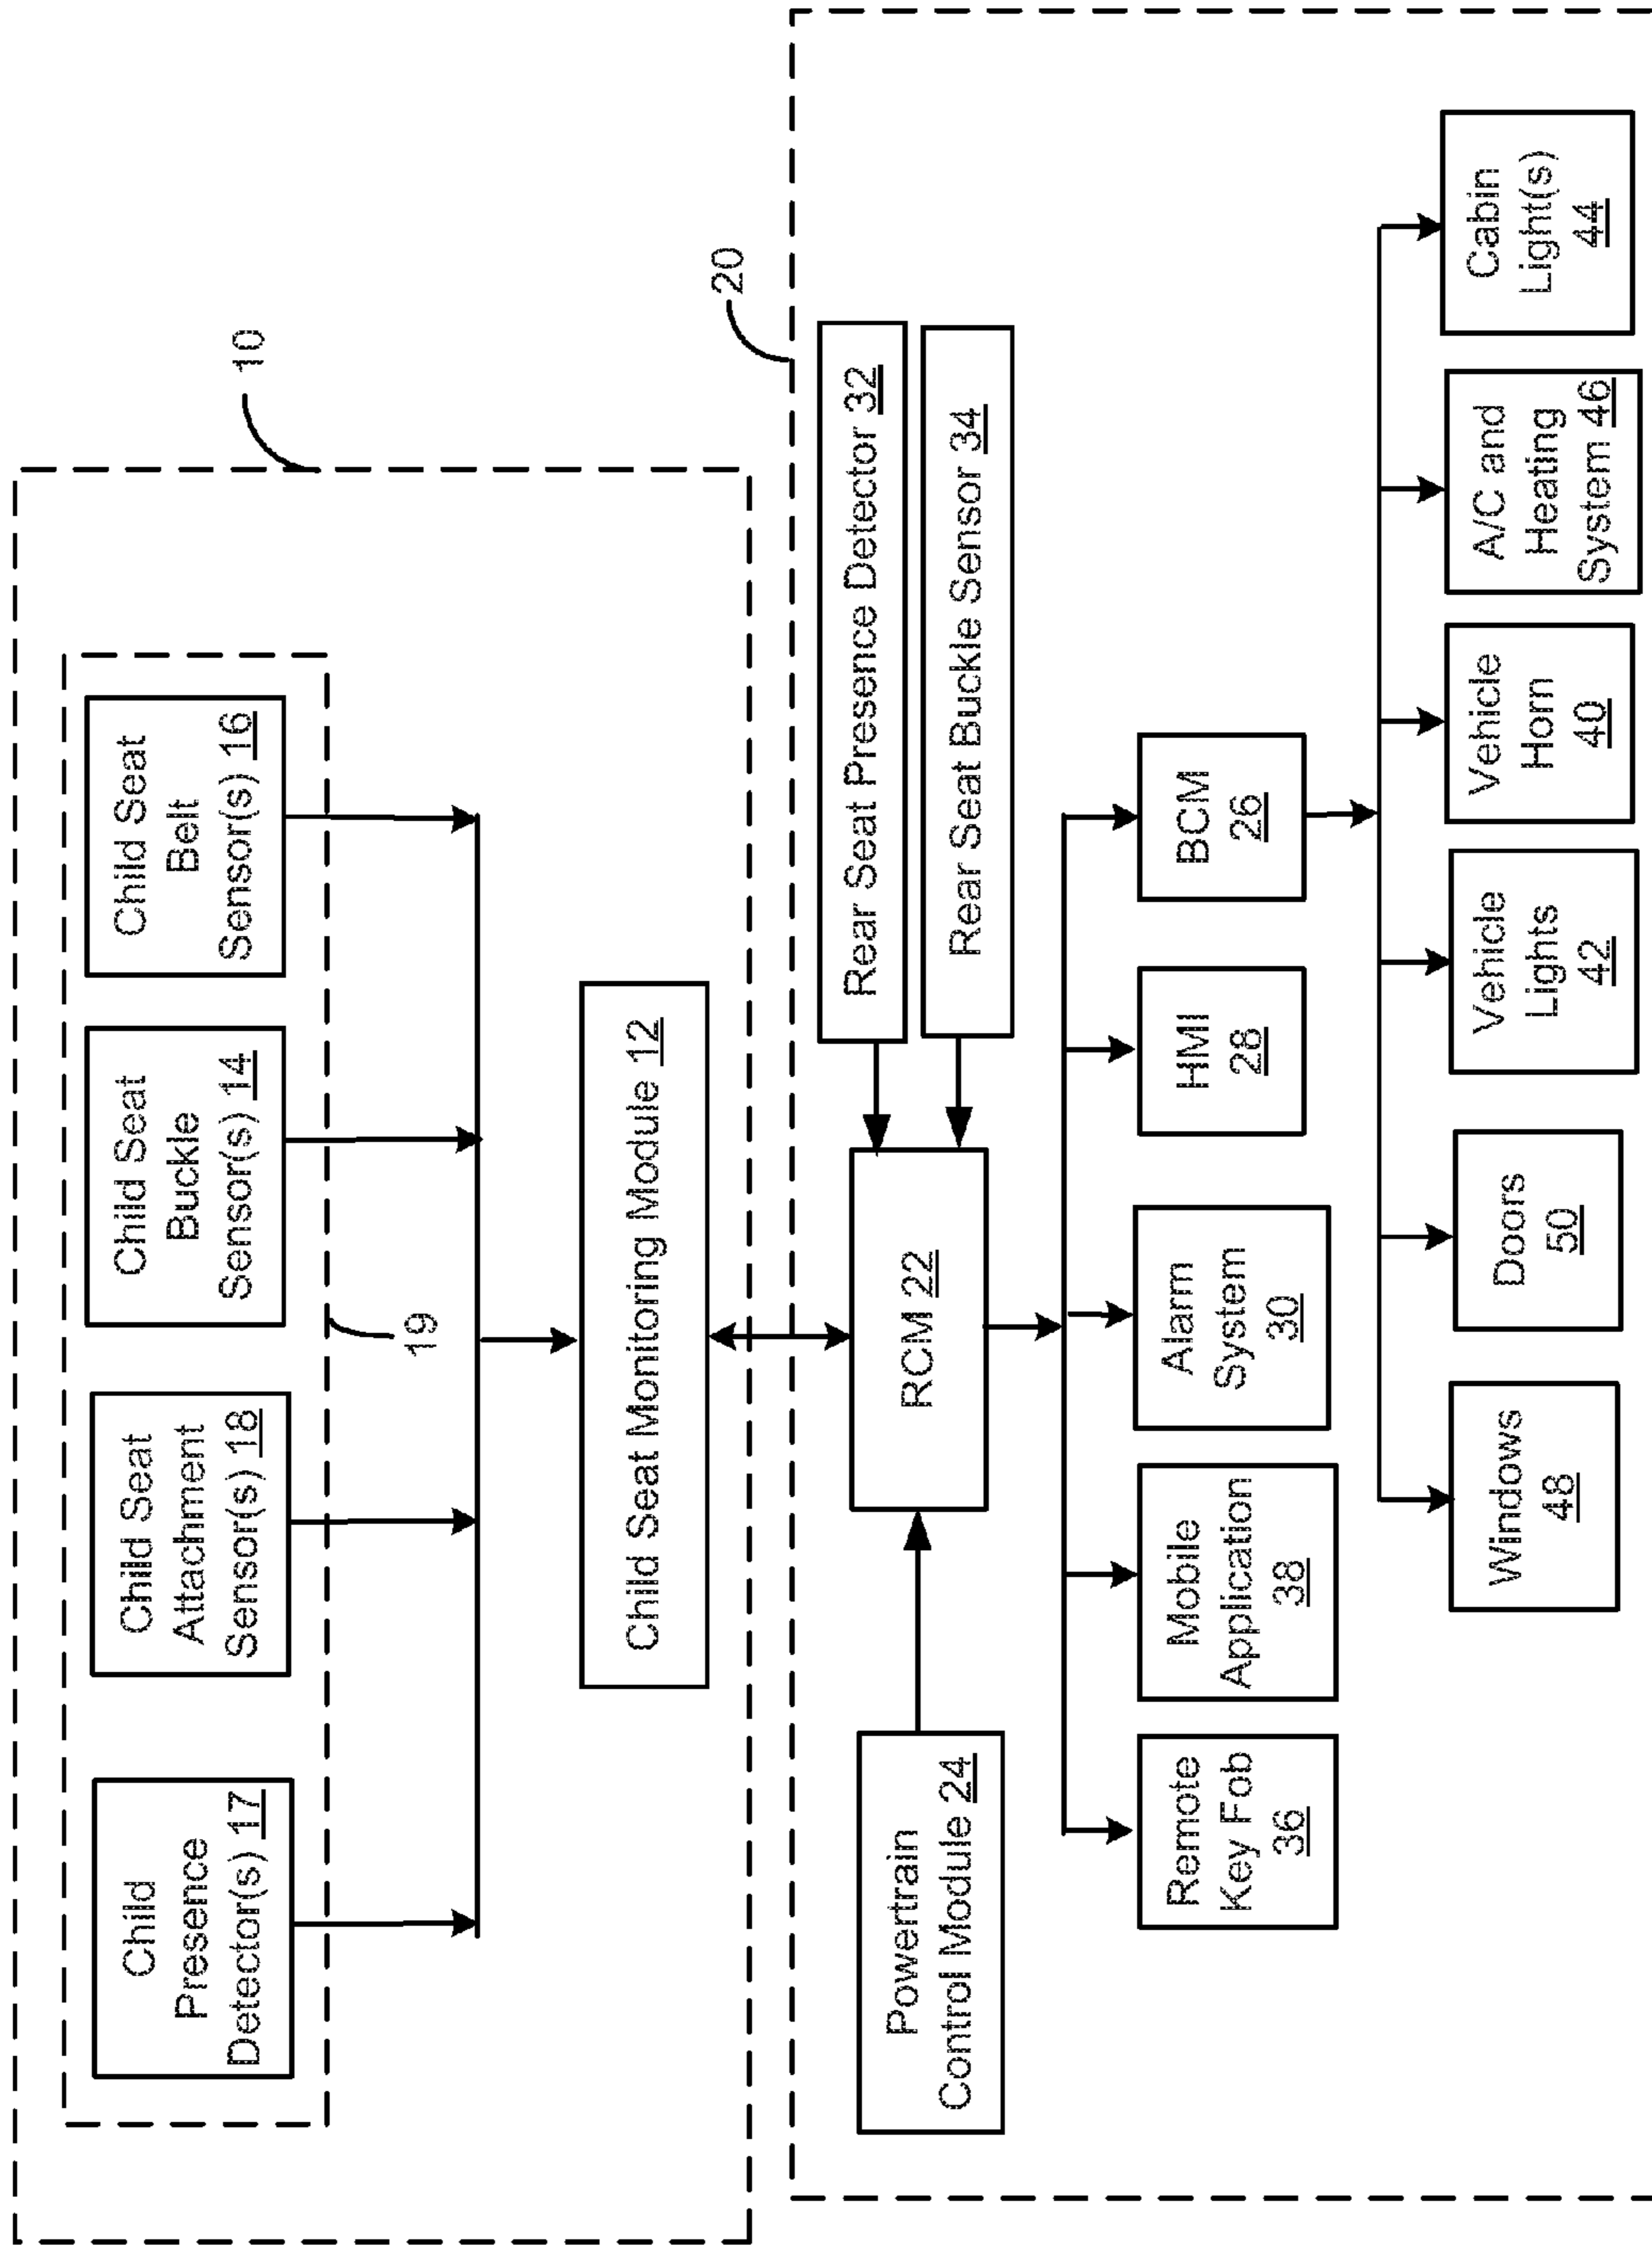 10
Child
Presence
Detector(s) 17
Child Seat
Attachment
Sensor(s) 18
Child Seat
Buckle
Sensor(s) 14
Child Seat
Belt
Sensor(s) 16
19
Child Seat Monitoring Module 12
20
Rear Seat Presence Detector 32
Rear Seat Buckle Sensor 34
Powertrain
Control Module 24
RCM 22
Remote
Key Fob
36
Mobile
Application
38
Alarm
System
30
HMI
28
BCM
26
Windows
48
Doors
50
Vehicle
Lights
42
Vehicle
Horn
40
A/C and
Heating
System 46
Cabin
Light(s)
44